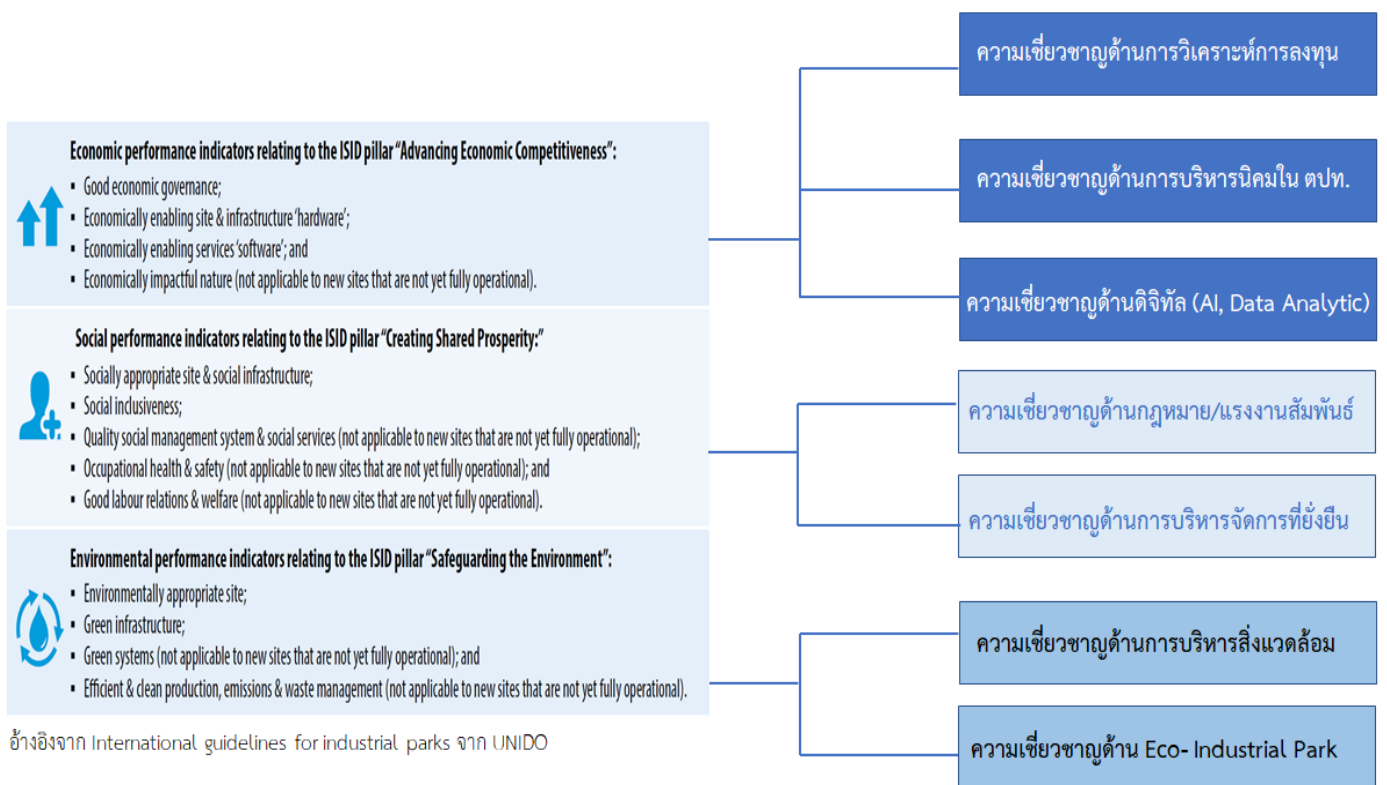 Economic performance indicators relating to the ISID pillar “Advancing Economic Competitiveness”:
▪ Good economic governance;
▪ Economically enabling site & infrastructure ‘hardware’;
▪ Economically enabling services ‘software’; and
▪ Economically impactful nature (not applicable to new sites that are not yet fully operational).
Social performance indicators relating to the ISID pillar “Creating Shared Prosperity:”
▪ Socially appropriate site & social infrastructure;
▪ Social inclusiveness;
▪ Quality social management system & social services (not applicable to new sites that are not yet fully operational);
▪ Occupational health & safety (not applicable to new sites that are not yet fully operational); and
▪ Good labour relations & welfare (not applicable to new sites that are not yet fully operational).
Environmental performance indicators relating to the ISID pillar “Safeguarding the Environment”:
▪ Environmentally appropriate site;
▪ Green infrastructure;
▪ Green systems (not applicable to new sites that are not yet fully operational); and
▪ Efficient & clean production, emissions & waste management (not applicable to new sites that are not yet fully operational).
อ้างอิงจาก International guidelines for industrial parks จาก UNIDO
ความเชี่ยวชาญด้านการวิเคราะห์การลงทุน
ความเชี่ยวชาญด้านการบริหารนิคมใน ตปท.
ความเชี่ยวชาญด้านดิจิทัล (AI, Data Analytic)
ความเชี่ยวชาญด้านกฎหมาย/แรงงานสัมพันธ์
ความเชี่ยวชาญด้านการบริหารจัดการที่ยั่งยืน
ความเชี่ยวชาญด้านการบริหารสิ่งแวดล้อม
ความเชี่ยวชาญด้าน Eco- Industrial Park